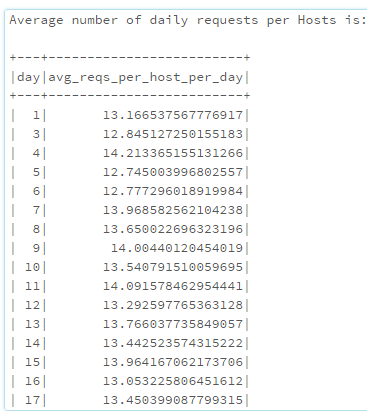 Average number of daily requests per Hosts is:
+---+-------------------------+
|day|avg_reqs_per_host_per_day|
+---+-------------------------+
|  1|       13.166537567776917|
|  3|       12.845127250155183|
|  4|       14.213365155131266|
|  5|       12.745003996802557|
|  6|       12.777296018919984|
|  7|       13.968582562104238|
|  8|       13.650022696323196|
|  9|        14.00440120454019|
| 10|       13.540791510059695|
| 11|       14.091578462954441|
| 12|       13.292597765363128|
| 13|       13.766037735849057|
| 14|       13.442523574315222|
| 15|       13.964167062173706|
| 16|       13.053225806451612|
| 17|       13.450399087799315|